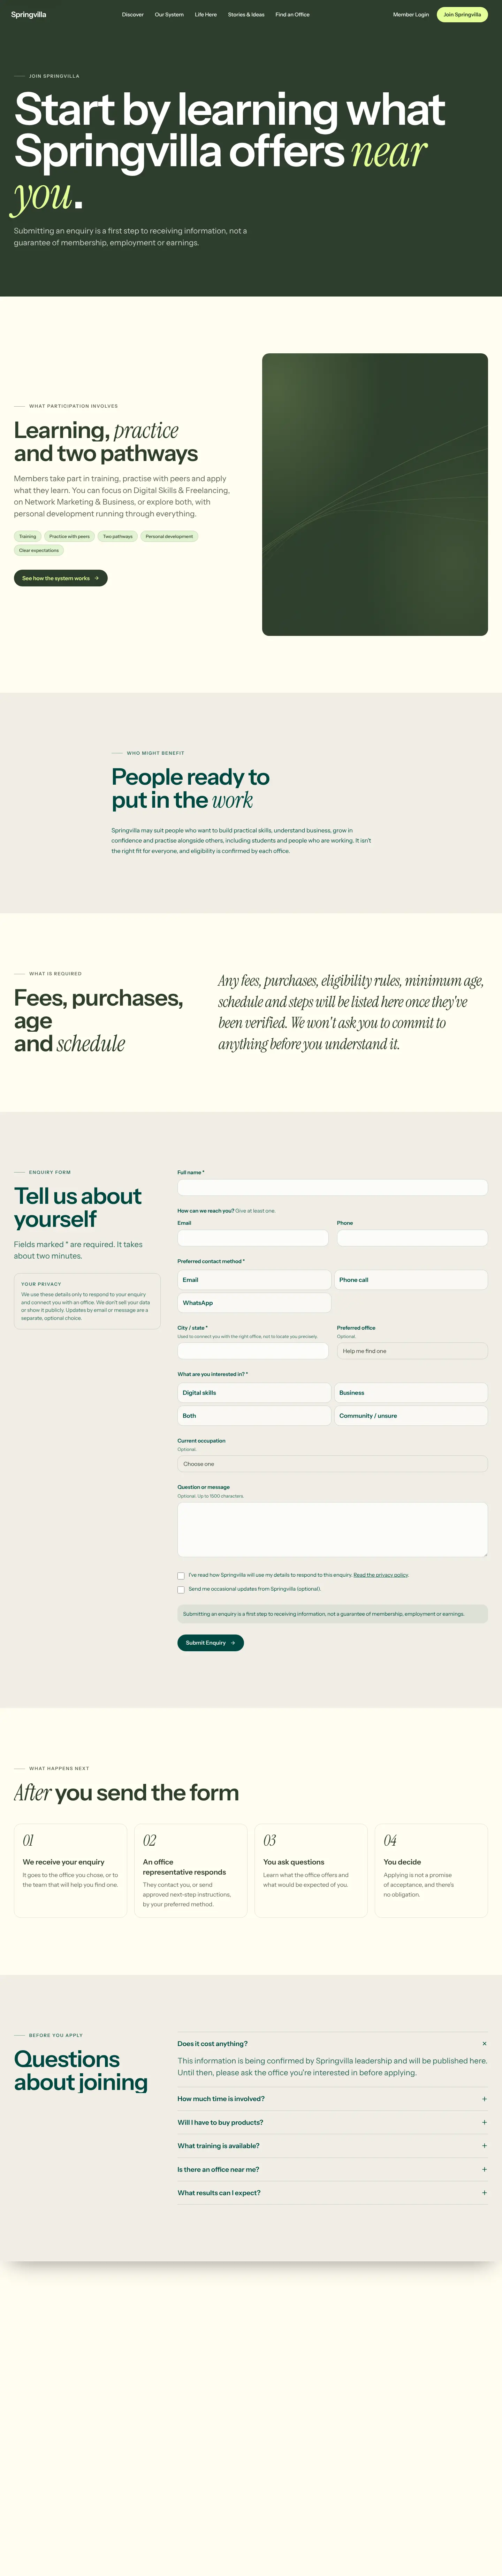 Springvilla
Discover
Our System
Life Here
Stories & Ideas
Find an Office
Member Login
Join Springvilla
JOIN SPRINGVILLA
Start by learning what
Springvilla offers near
you.
Submitting an enquiry is a first step to receiving information, not a
guarantee of membership, employment or earnings.
WHAT PARTICIPATION INVOLVES
Learning, practice
and two pathways
Members take part in training, practise with peers and apply
what they learn. You can focus on Digital Skills & Freelancing,
on Network Marketing & Business, or explore both, with
personal development running through everything.
Training
Practice with peers
Two pathways
Personal development
Clear expectations
See how the system works →
WHO MIGHT BENEFIT
People ready to
put in the work
Springvilla may suit people who want to build practical skills, understand business, grow in
confidence and practise alongside others, including students and people who are working. It isn't
the right fit for everyone, and eligibility is confirmed by each office.
WHAT IS REQUIRED
Fees, purchases,
age
and schedule
Any fees, purchases, eligibility rules, minimum age,
schedule and steps will be listed here once they've
been verified. We won't ask you to commit to
anything before you understand it.
ENQUIRY FORM
Tell us about
yourself
Fields marked * are required. It takes
about two minutes.
YOUR PRIVACY
We use these details only to respond to your enquiry
and connect you with an office. We don't sell your data
or show it publicly. Updates by email or message are a
separate, optional choice.
Full name *
How can we reach you? Give at least one.
Email
Phone
Preferred contact method *
Email
Phone call
WhatsApp
City / state *
Used to connect you with the right office, not to locate you precisely.
Preferred office
Optional.
Help me find one
What are you interested in? *
Digital skills
Business
Both
Community / unsure
Current occupation
Optional.
Choose one
Question or message
Optional. Up to 1500 characters.
I've read how Springvilla will use my details to respond to this enquiry. Read the privacy policy.
Send me occasional updates from Springvilla (optional).
Submitting an enquiry is a first step to receiving information, not a guarantee of membership, employment or earnings.
Submit Enquiry →
WHAT HAPPENS NEXT
After you send the form
01
We receive your enquiry
It goes to the office you chose, or to
the team that will help you find one.
02
An office
representative responds
They contact you, or send
approved next-step instructions,
by your preferred method.
03
You ask questions
Learn what the office offers and
what would be expected of you.
04
You decide
Applying is not a promise
of acceptance, and there's
no obligation.
BEFORE YOU APPLY
Questions
about joining
Does it cost anything?
This information is being confirmed by Springvilla leadership and will be published here.
Until then, please ask the office you're interested in before applying.
How much time is involved?
Will I have to buy products?
What training is available?
Is there an office near me?
What results can I expect?